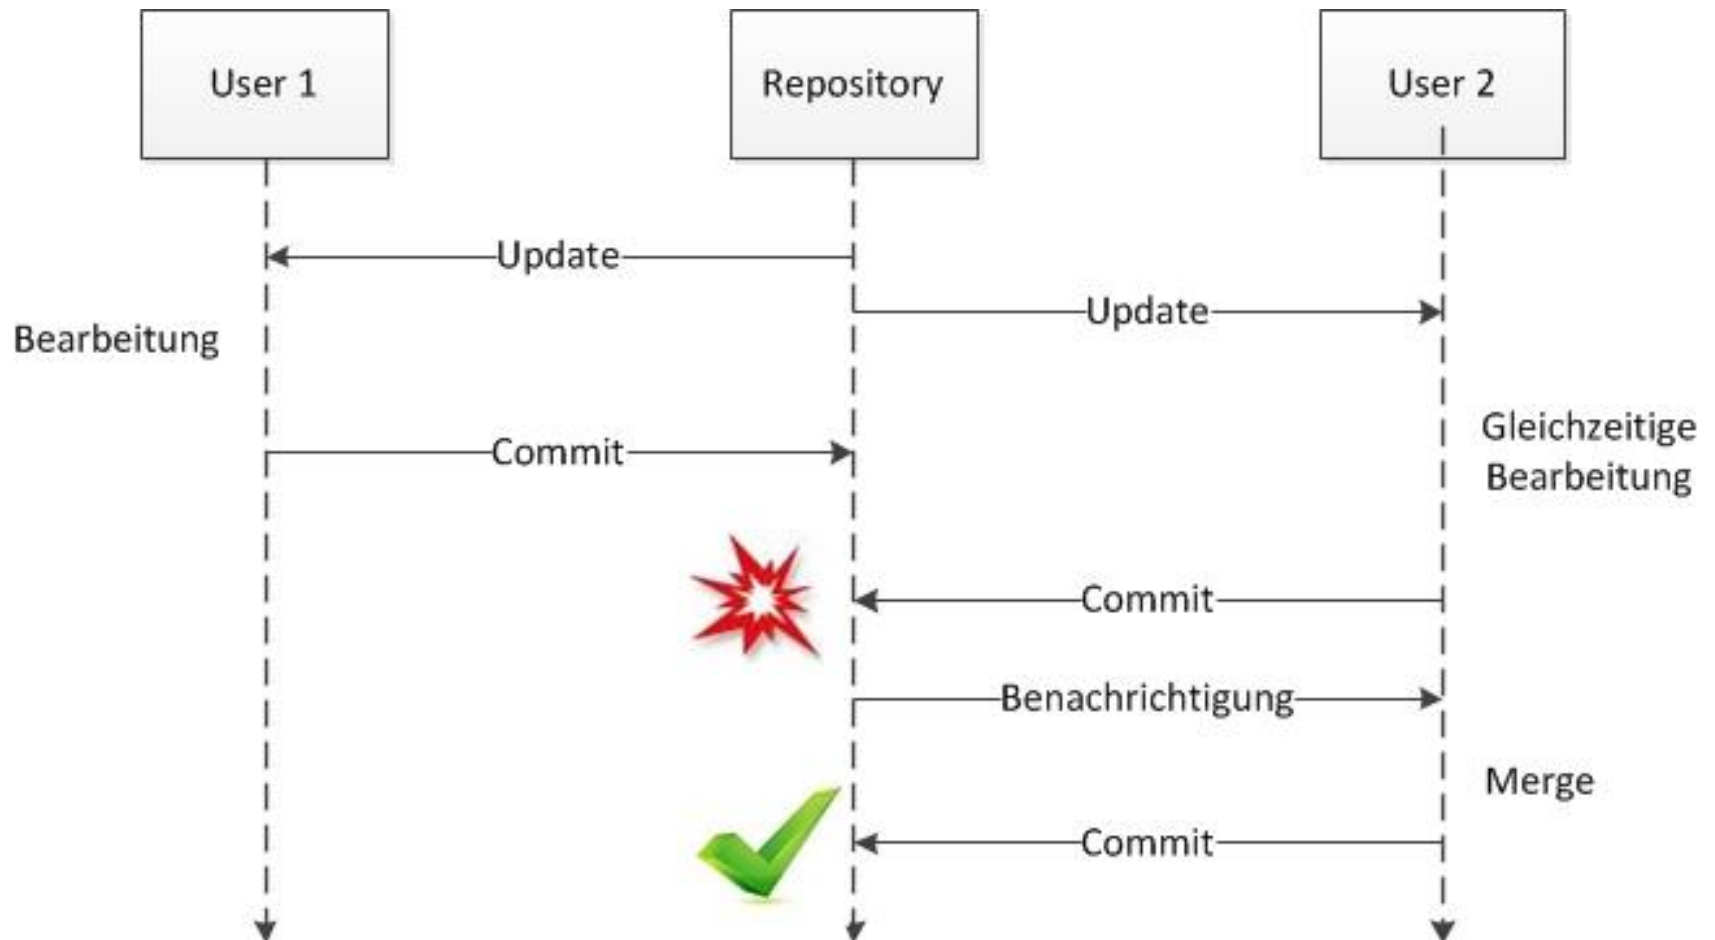 User 1
Repository
User 2
Update
Update
Bearbeitung
Gleichzeitige
Bearbeitung
Commit
Commit
Benachrichtigung
Merge
Commit